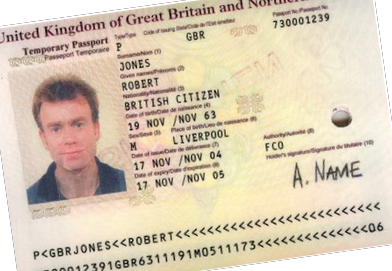 United Kingdom of Great Britain and Northern
Temporary Passport
Passeport Temporaire
Type/Type Code of issuing State/Code de l'Etat émetteur Passport No./Passeport No.
P GBR 730001239
Surname/Nom (1)
JONES
Given names/Prénoms (2)
ROBERT
Nationality/Nationalité (3)
BRITISH CITIZEN
Date of birth/Date de naissance (4)
19 NOV /NOV 63
Sex/Sexe (5) Place of birth/Lieu de naissance (6)
M LIVERPOOL
Date of issue/Date de délivrance (7) Authority/Autorité (8)
17 NOV /NOV 04 FCO
Date of expiry/Date d'expiration (9) Holder's signature/Signature du titulaire (10)
17 NOV /NOV 05 A. NAME
P<GBRJONES<<ROBERT<<<<<<<<<<<<<<<<<<<<<<<<<
12391GBR6311191M0511173<<<<<<<<<<<<<<06